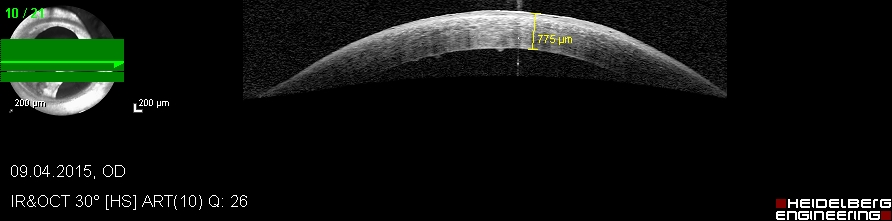 10 / 21
775 µm
200 µm
200 µm
09.04.2015, OD
IR&OCT 30° [HS] ART(10) Q: 26
HEIDELBERG
ENGINEERING